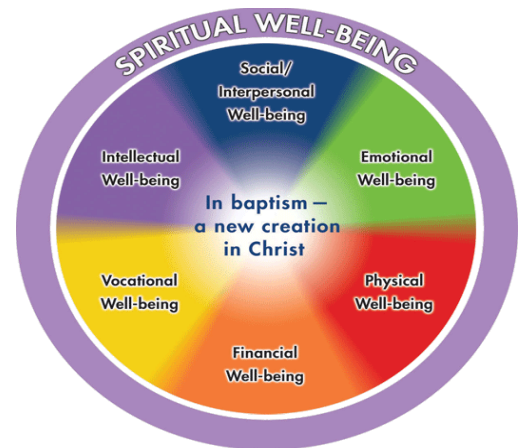 SPIRITUAL WELL-BEING
Social/
Interpersonal
Well-being
Emotional
Well-being
Physical
Well-being
Financial
Well-being
Vocational
Well-being
Intellectual
Well-being
In baptism —
a new creation
in Christ